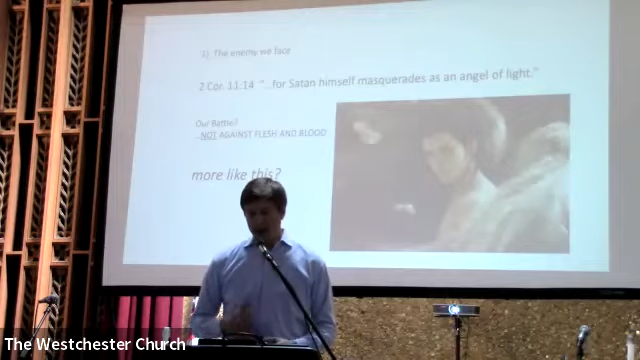 1) The enemy we face
2 Cor. 11:14 "...for Satan himself masquerades as an angel of light."
Our Battle?
...NOT AGAINST FLESH AND BLOOD
more like this?
The Westchester Church